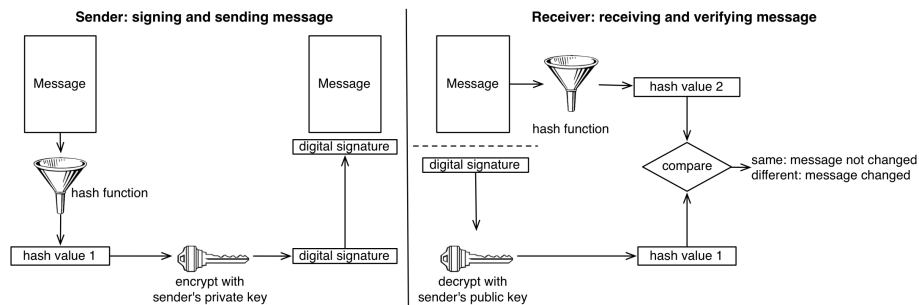 Sender: signing and sending message
Message
hash function
hash value 1
encrypt with
sender's private key
digital signature
digital signature
Message
Receiver: receiving and verifying message
Message
hash function
hash value 2
digital signature
decrypt with
sender's public key
hash value 1
compare
same: message not changed
different: message changed